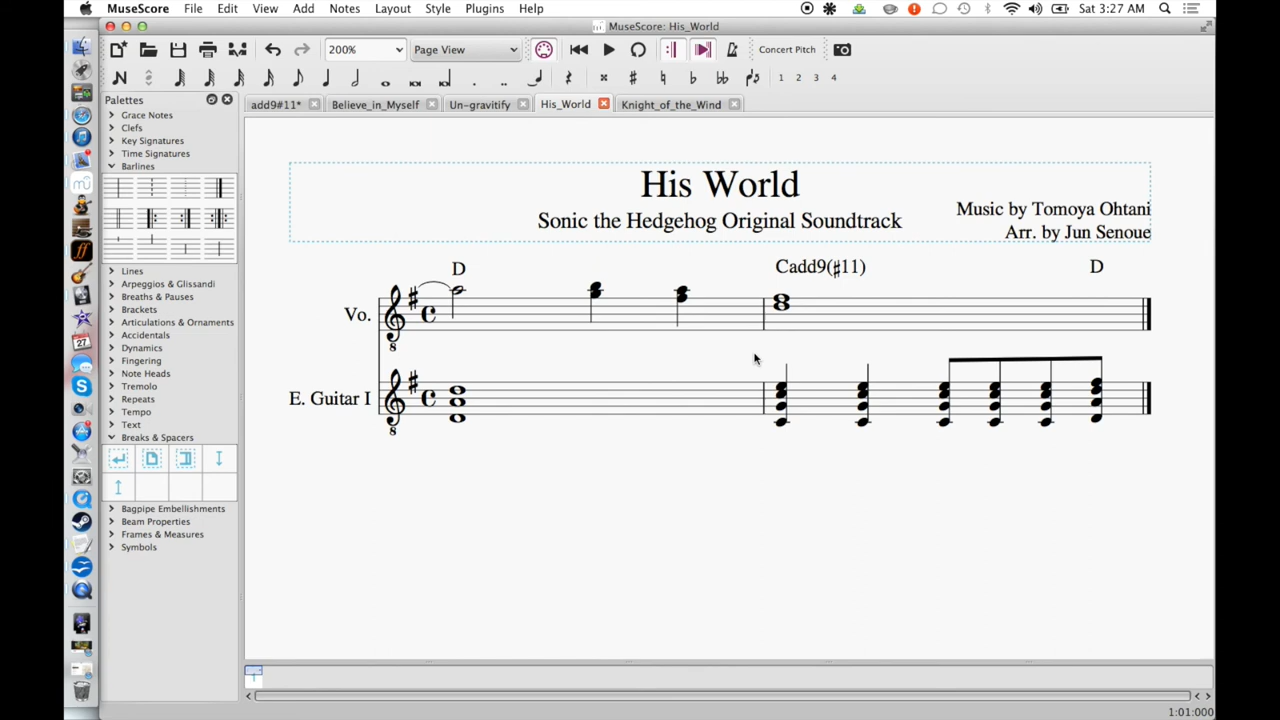 MuseScore File Edit View Add Notes Layout Style Plugins Help Sat 3:27 AM
MuseScore: His_World
200% Page View Concert Pitch
1 2 3 4
Palettes
add9#11* Believe_in_Myself Un-gravitify His_World Knight_of_the_Wind
Grace Notes
Clefs
Key Signatures
Time Signatures
Barlines
Lines
Arpeggios & Glissandi
Breaths & Pauses
Brackets
Articulations & Ornaments
Accidentals
Dynamics
Fingering
Note Heads
Tremolo
Repeats
Tempo
Text
Breaks & Spacers
Bagpipe Embellishments
Beam Properties
Frames & Measures
Symbols
His World
Sonic the Hedgehog Original Soundtrack
Music by Tomoya Ohtani
Arr. by Jun Senoue
D Cadd9(♯11) D
Vo.
8
E. Guitar I
8
27
1
1:01:000